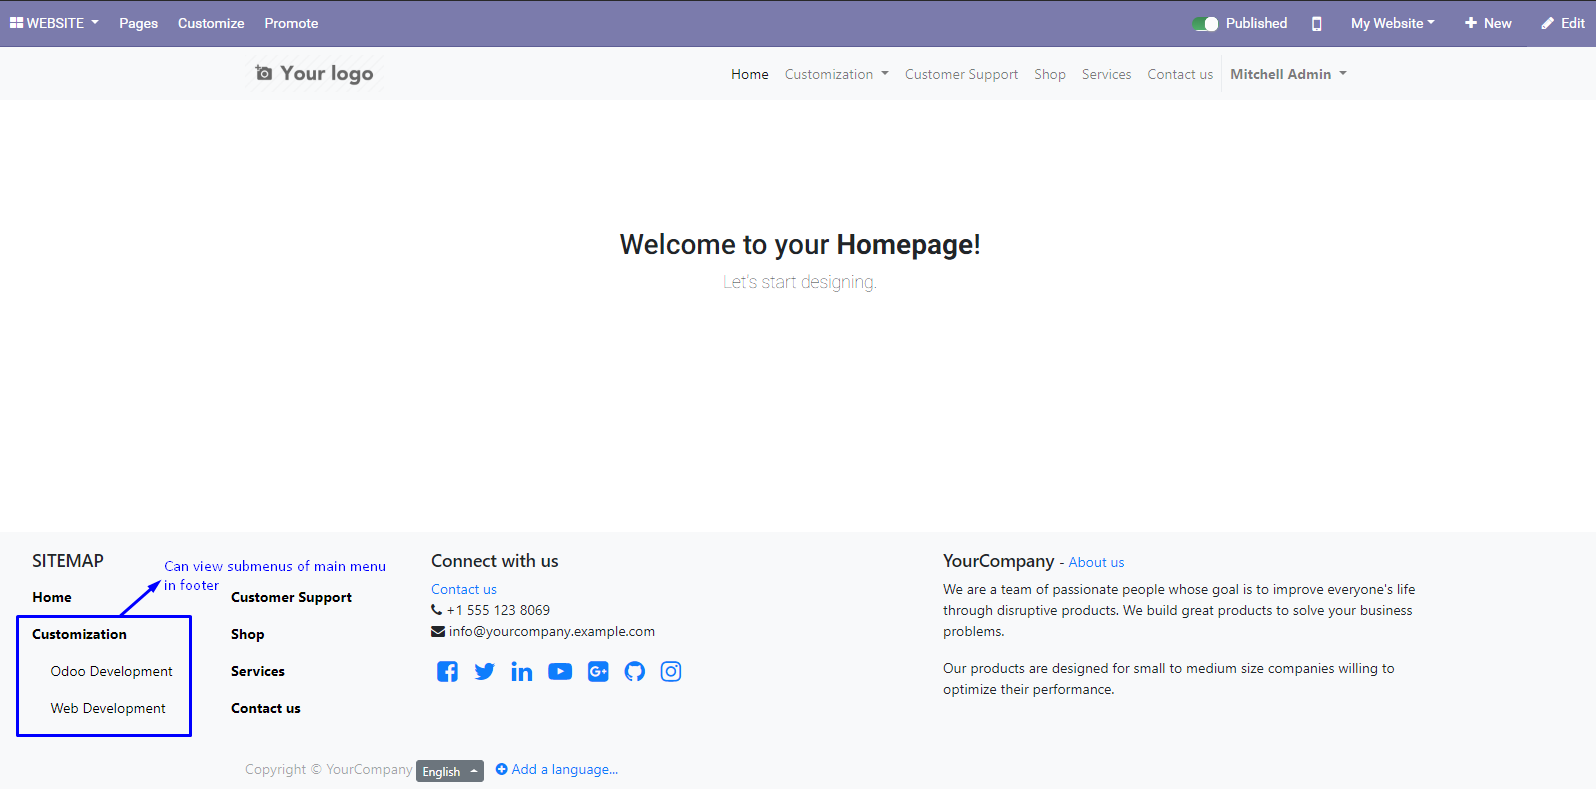 WEBSITE Pages Customize Promote Published My Website New Edit
Your logo Home Customization Customer Support Shop Services Contact us Mitchell Admin
Welcome to your Homepage!
Let's start designing.
SITEMAP
Can view submenus of main menu
in footer
Home
Customization
Odoo Development
Web Development
Customer Support
Shop
Services
Contact us
Connect with us
Contact us
+1 555 123 8069
info@yourcompany.example.com
YourCompany - About us
We are a team of passionate people whose goal is to improve everyone's life
through disruptive products. We build great products to solve your business
problems.
Our products are designed for small to medium size companies willing to
optimize their performance.
Copyright © YourCompany English Add a language...